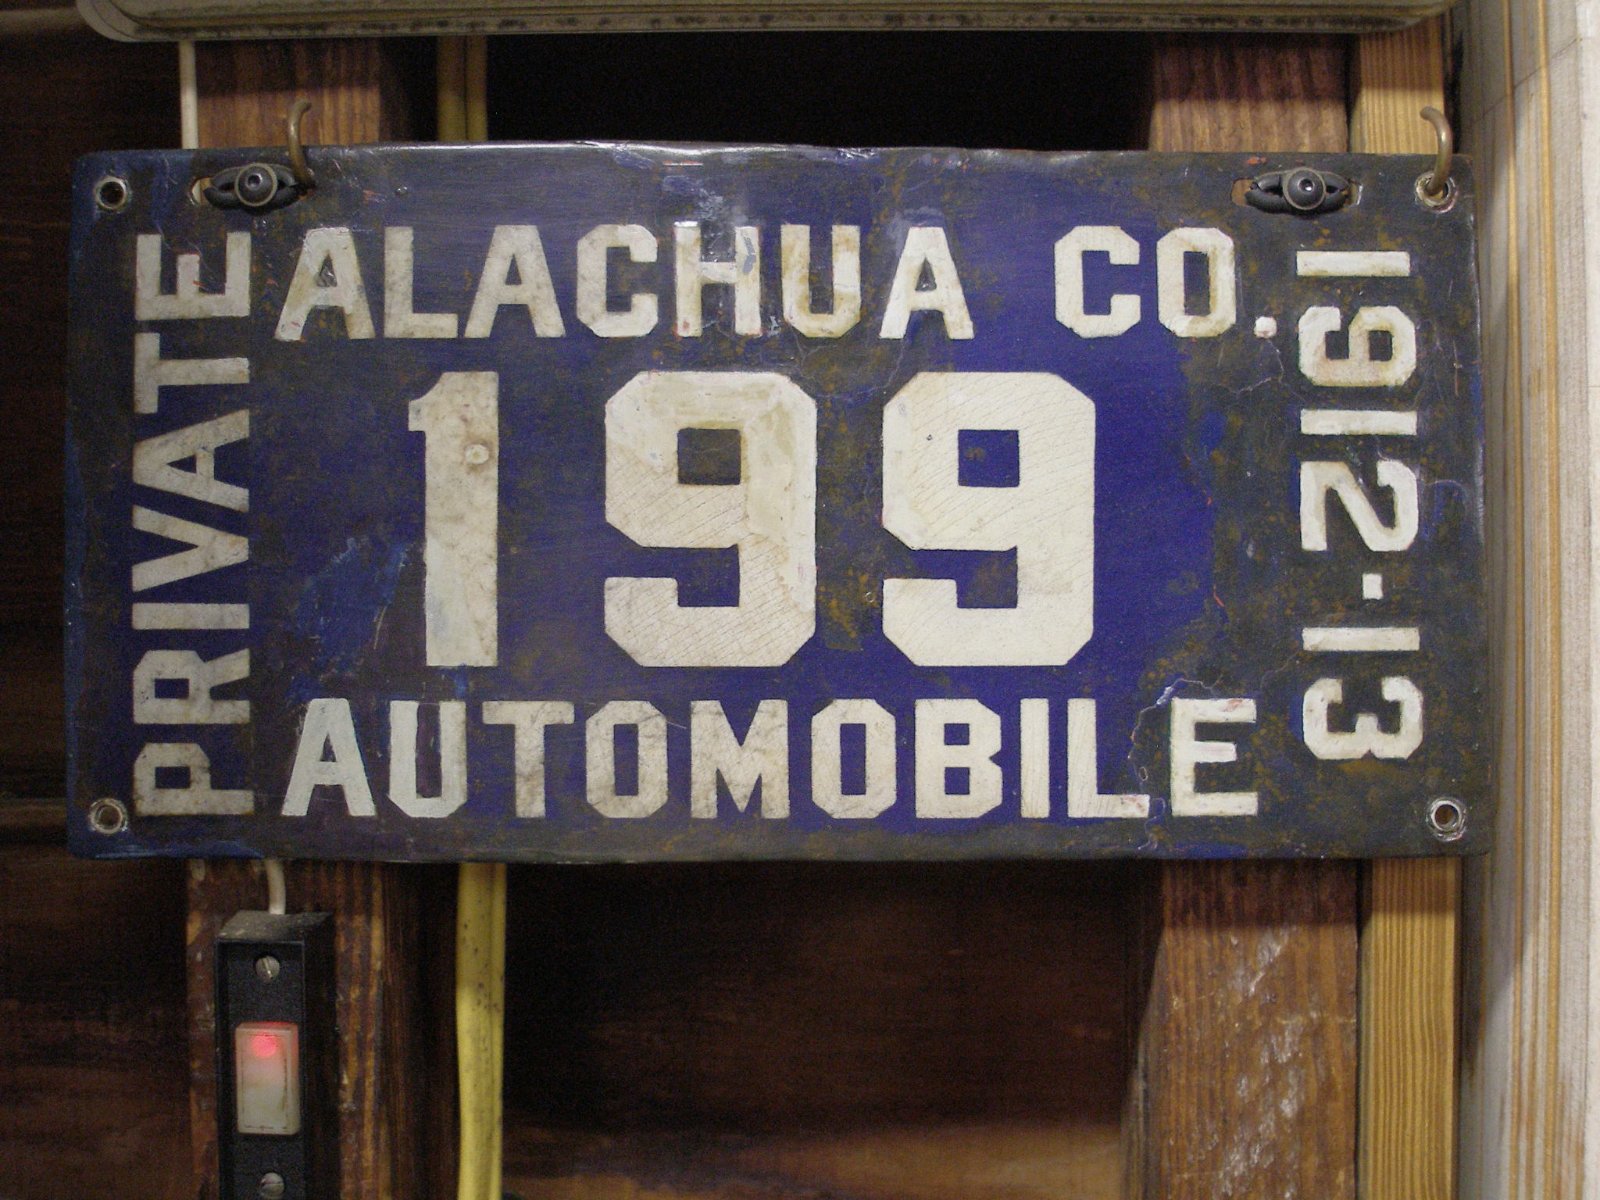 PRIVATE
ALACHUA CO.
199
AUTOMOBILE
1912-13